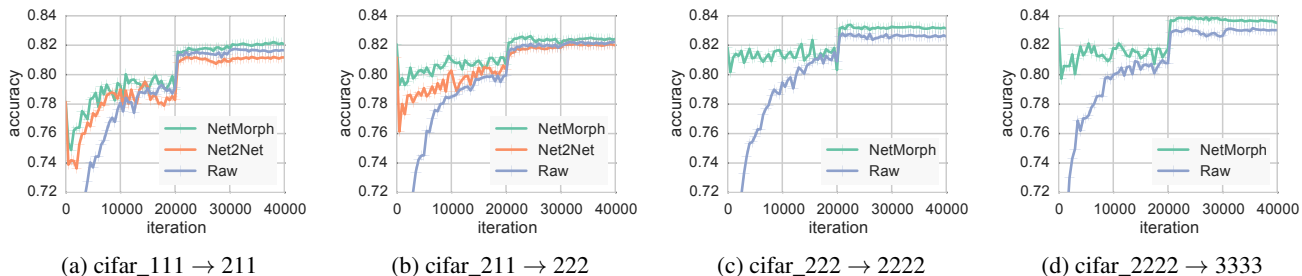 0.84
0.82
0.80
0.78
0.76
0.74
0.72
accuracy
NetMorph
Net2Net
Raw
0 10000 20000 30000 40000
iteration
(a) cifar_111 → 211
0.84
0.82
0.80
0.78
0.76
0.74
0.72
accuracy
NetMorph
Net2Net
Raw
0 10000 20000 30000 40000
iteration
(b) cifar_211 → 222
0.84
0.82
0.80
0.78
0.76
0.74
0.72
accuracy
NetMorph
Raw
0 10000 20000 30000 40000
iteration
(c) cifar_222 → 2222
0.84
0.82
0.80
0.78
0.76
0.74
0.72
accuracy
NetMorph
Raw
0 10000 20000 30000 40000
iteration
(d) cifar_2222 → 3333